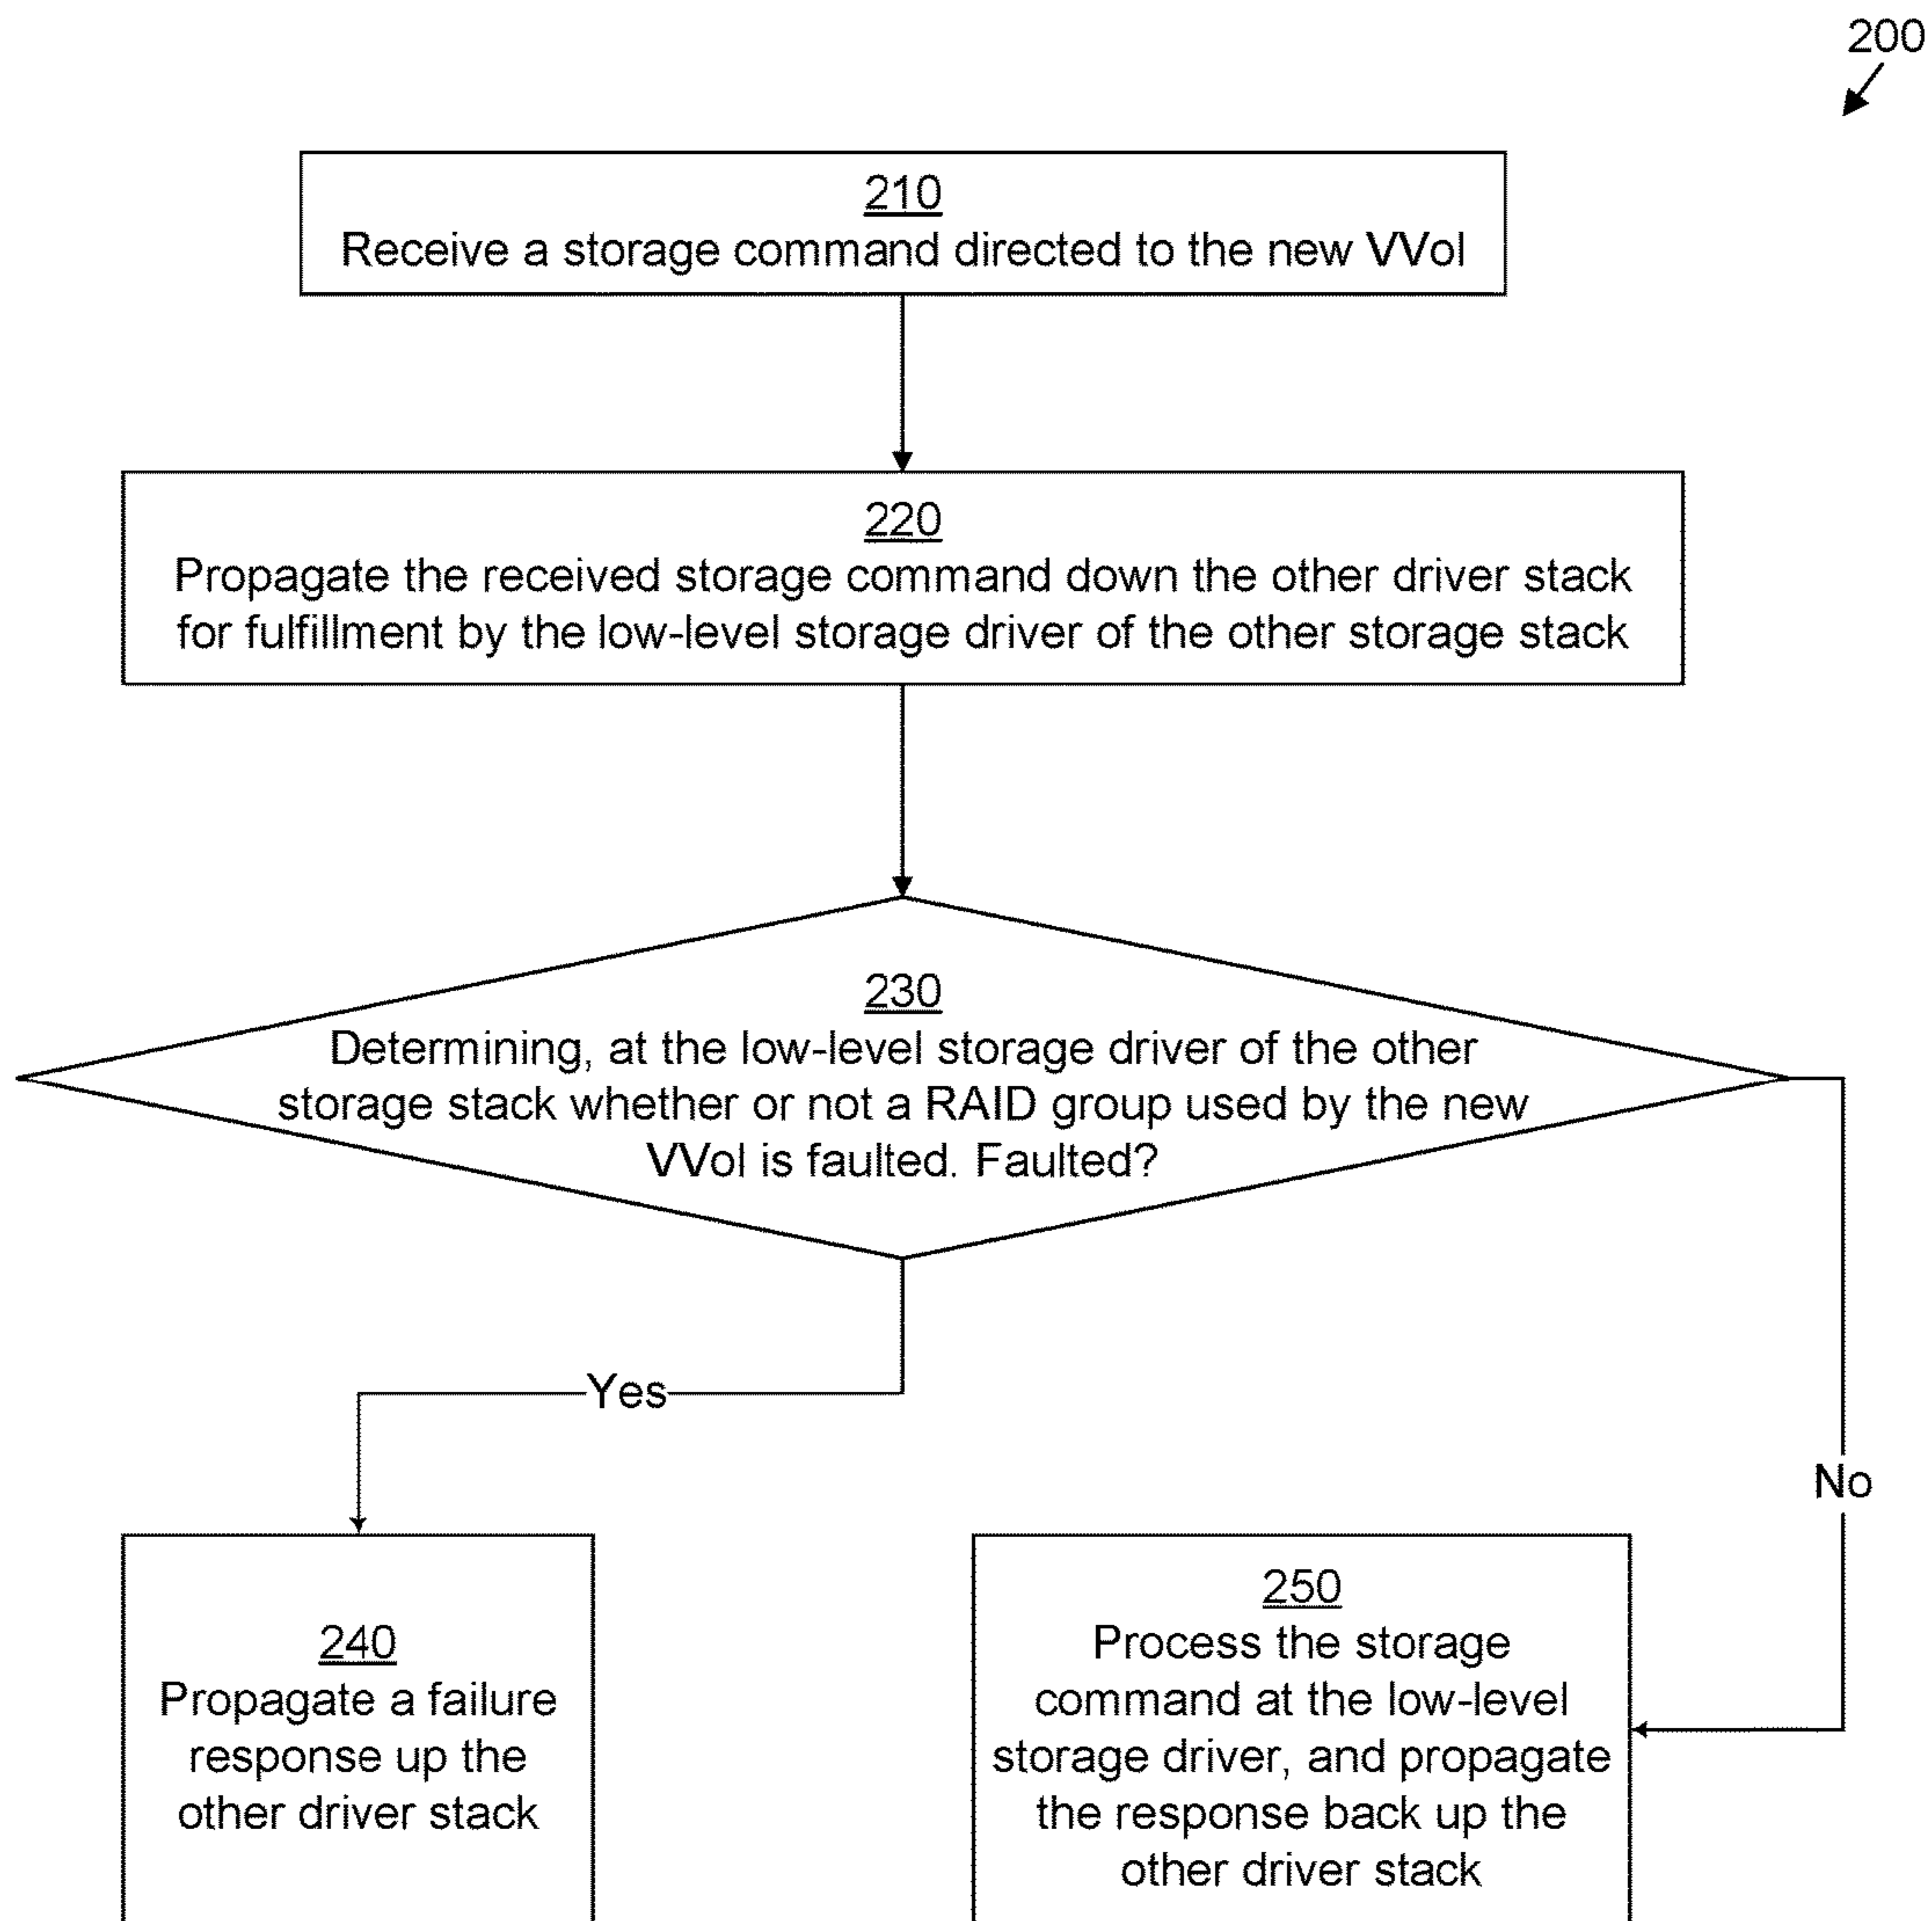 200
210
Receive a storage command directed to the new VVol
220
Propagate the received storage command down the other driver stack
for fulfillment by the low-level storage driver of the other storage stack
230
Determining, at the low-level storage driver of the other
storage stack whether or not a RAID group used by the new
VVol is faulted. Faulted?
Yes
No
240
Propagate a failure
response up the
other driver stack
250
Process the storage
command at the low-level
storage driver, and propagate
the response back up the
other driver stack